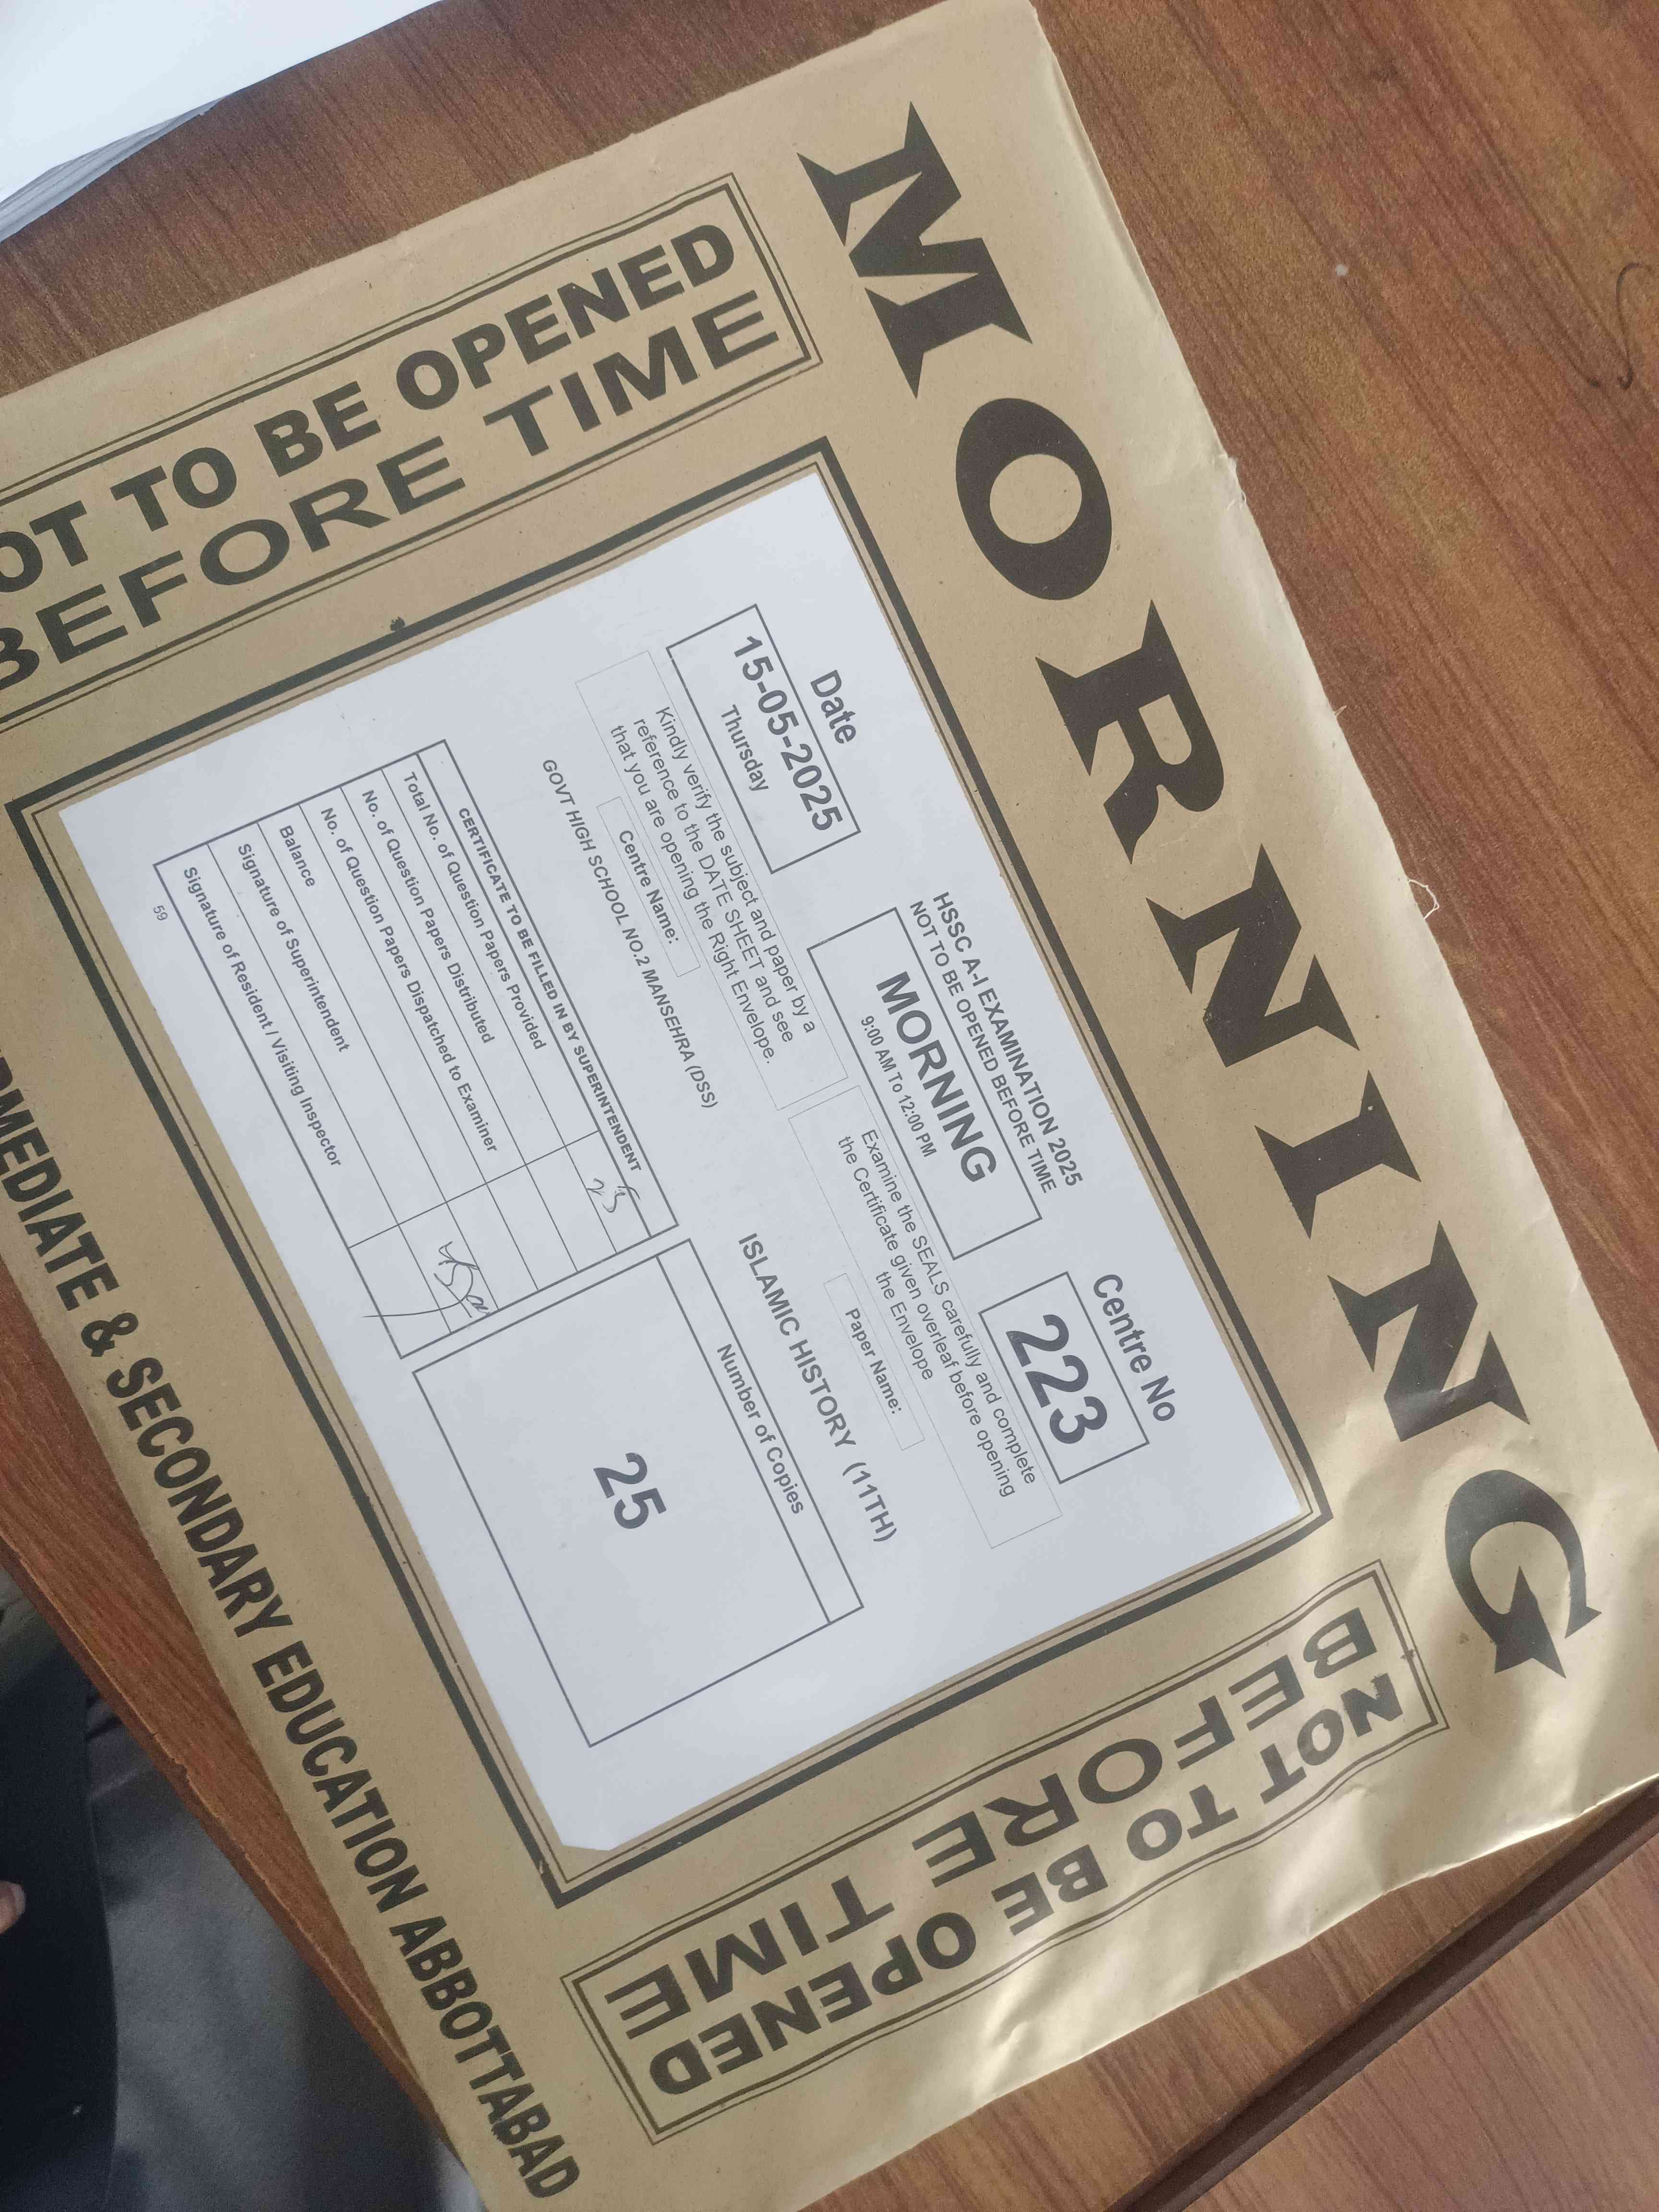 MORNING
NOT TO BE OPENED
BEFORE TIME
HSSC A-I EXAMINATION 2025
NOT TO BE OPENED BEFORE TIME
Date
15-05-2025
Thursday
MORNING
9:00 AM To 12:00 PM
Centre No
223
Kindly verify the subject and paper by a
reference to the DATE SHEET and see
that you are opening the Right Envelope.
Examine the SEALS carefully and complete
the Certificate given overleaf before opening
the Envelope
Centre Name:
GOVT HIGH SCHOOL NO.2 MANSEHRA (DSS)
Paper Name:
ISLAMIC HISTORY (11TH)
CERTIFICATE TO BE FILLED IN BY SUPERINTENDENT
Total No. of Question Papers Provided 25
No. of Question Papers Distributed
No. of Question Papers Dispatched to Examiner
Balance
Signature of Superintendent
Signature of Resident / Visiting Inspector
Number of Copies
25
59
NOT TO BE OPENED
BEFORE TIME
RMEDIATE & SECONDARY EDUCATION ABBOTTABAD